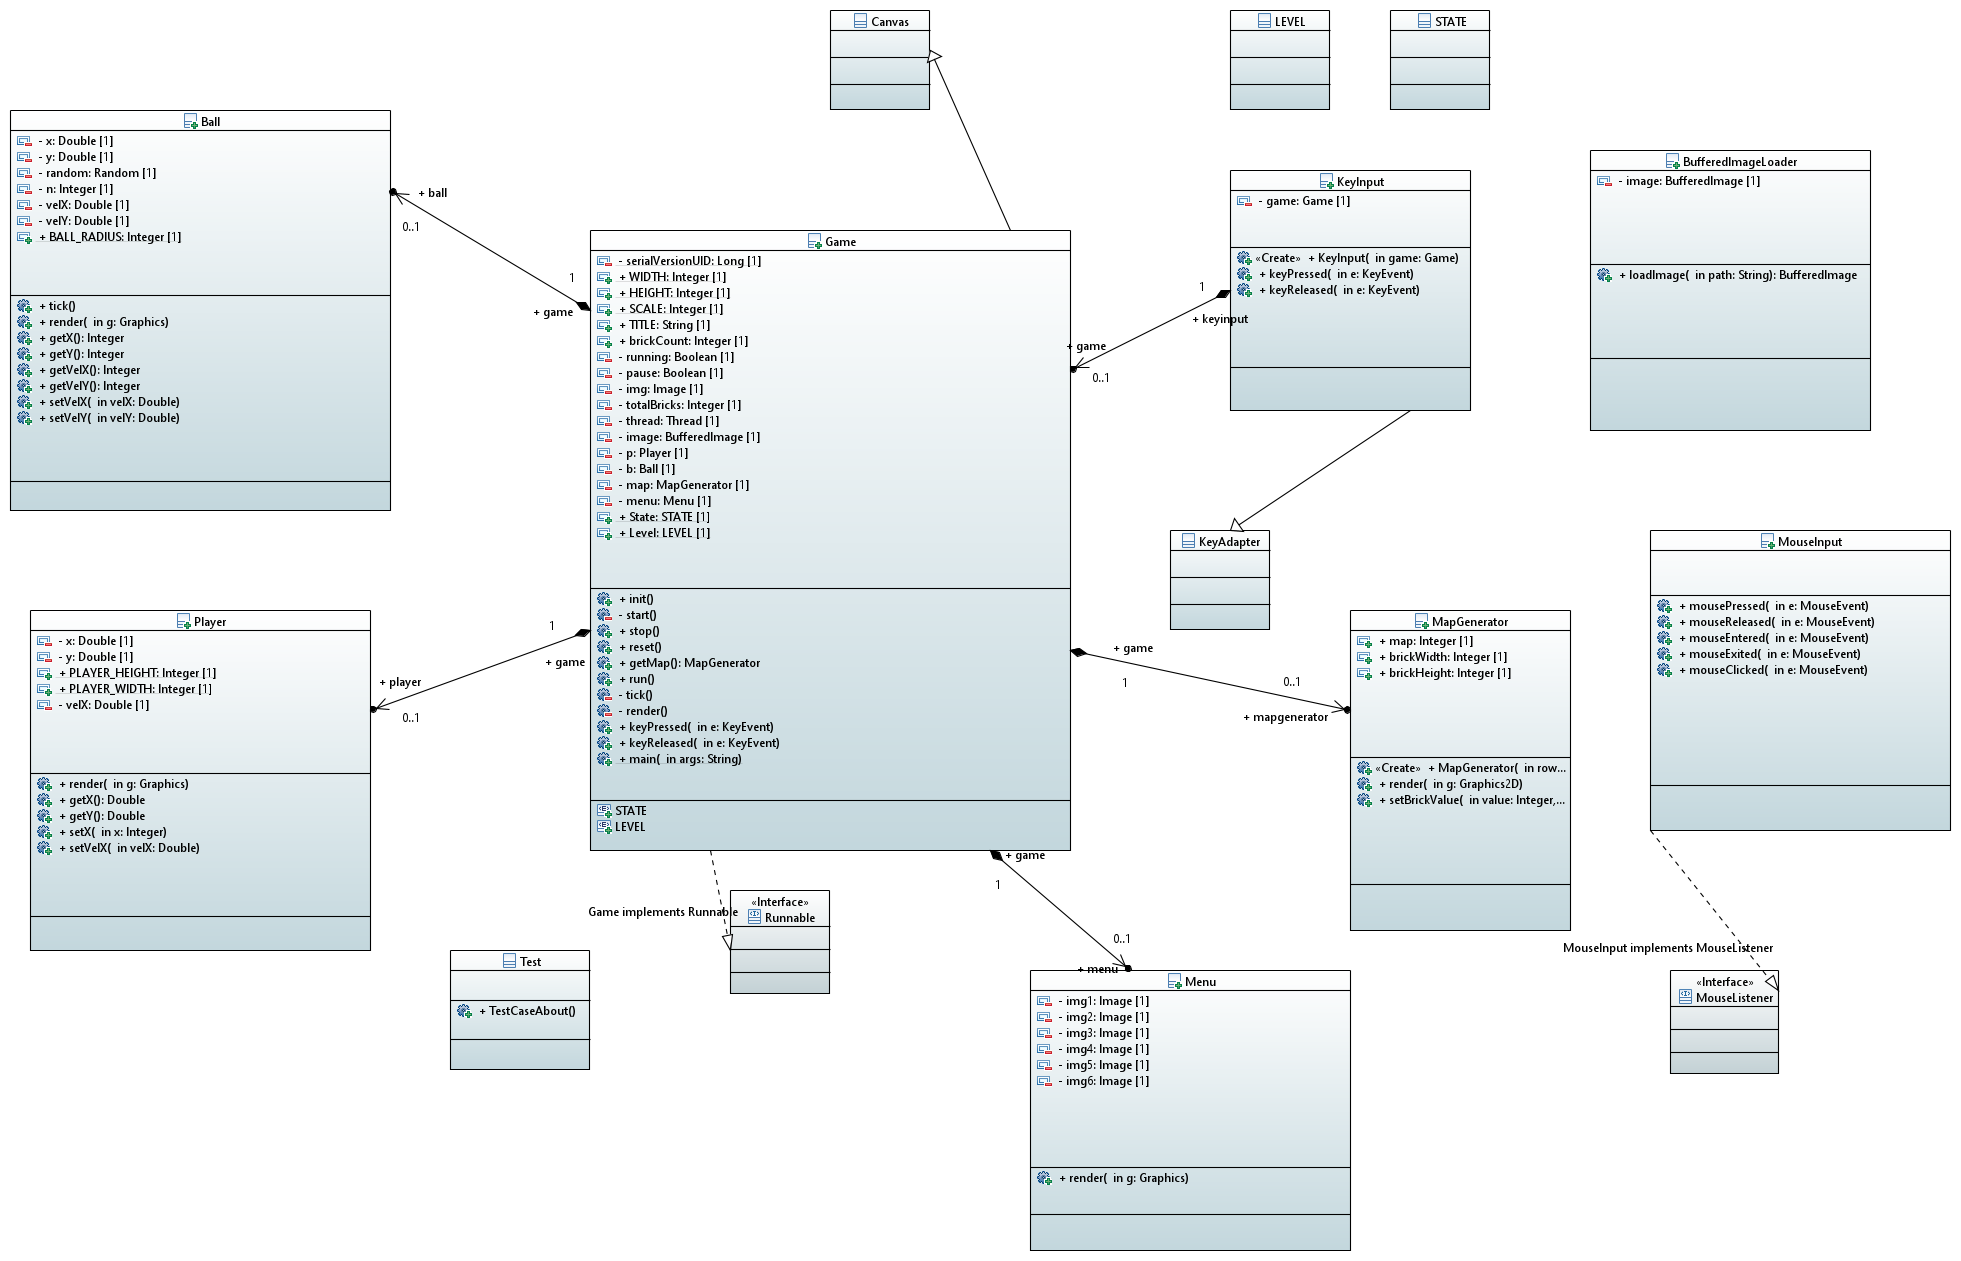 Canvas
LEVEL
STATE
Ball
- x: Double [1]
- y: Double [1]
- random: Random [1]
- n: Integer [1]
- velX: Double [1]
- velY: Double [1]
+ BALL_RADIUS: Integer [1]
+ tick()
+ render(  in g: Graphics)
+ getX(): Integer
+ getY(): Integer
+ getVelX(): Integer
+ getVelY(): Integer
+ setVelX(  in velX: Double)
+ setVelY(  in velY: Double)
+ ball
0..1
1
+ game
Game
- serialVersionUID: Long [1]
+ WIDTH: Integer [1]
+ HEIGHT: Integer [1]
+ SCALE: Integer [1]
+ TITLE: String [1]
+ brickCount: Integer [1]
- running: Boolean [1]
- pause: Boolean [1]
- img: Image [1]
- totalBricks: Integer [1]
- thread: Thread [1]
- image: BufferedImage [1]
- p: Player [1]
- b: Ball [1]
- map: MapGenerator [1]
- menu: Menu [1]
+ State: STATE [1]
+ Level: LEVEL [1]
+ init()
- start()
+ stop()
+ reset()
+ getMap(): MapGenerator
+ run()
- tick()
- render()
+ keyPressed(  in e: KeyEvent)
+ keyReleased(  in e: KeyEvent)
+ main(  in args: String)
STATE
LEVEL
KeyInput
- game: Game [1]
«Create»  + KeyInput(  in game: Game)
+ keyPressed(  in e: KeyEvent)
+ keyReleased(  in e: KeyEvent)
1
+ keyinput
+ game
0..1
BufferedImageLoader
- image: BufferedImage [1]
+ loadImage(  in path: String): BufferedImage
KeyAdapter
MouseInput
+ mousePressed(  in e: MouseEvent)
+ mouseReleased(  in e: MouseEvent)
+ mouseEntered(  in e: MouseEvent)
+ mouseExited(  in e: MouseEvent)
+ mouseClicked(  in e: MouseEvent)
Player
- x: Double [1]
- y: Double [1]
+ PLAYER_HEIGHT: Integer [1]
+ PLAYER_WIDTH: Integer [1]
- velX: Double [1]
+ render(  in g: Graphics)
+ getX(): Double
+ getY(): Double
+ setX(  in x: Integer)
+ setVelX(  in velX: Double)
1
+ game
+ player
0..1
MapGenerator
+ map: Integer [1]
+ brickWidth: Integer [1]
+ brickHeight: Integer [1]
«Create»  + MapGenerator(  in row...
+ render(  in g: Graphics2D)
+ setBrickValue(  in value: Integer,...
+ game
1
0..1
+ mapgenerator
+ game
1
0..1
+ menu
Game implements Runnable
«Interface»
Runnable
Test
+ TestCaseAbout()
Menu
- img1: Image [1]
- img2: Image [1]
- img3: Image [1]
- img4: Image [1]
- img5: Image [1]
- img6: Image [1]
+ render(  in g: Graphics)
MouseInput implements MouseListener
«Interface»
MouseListener